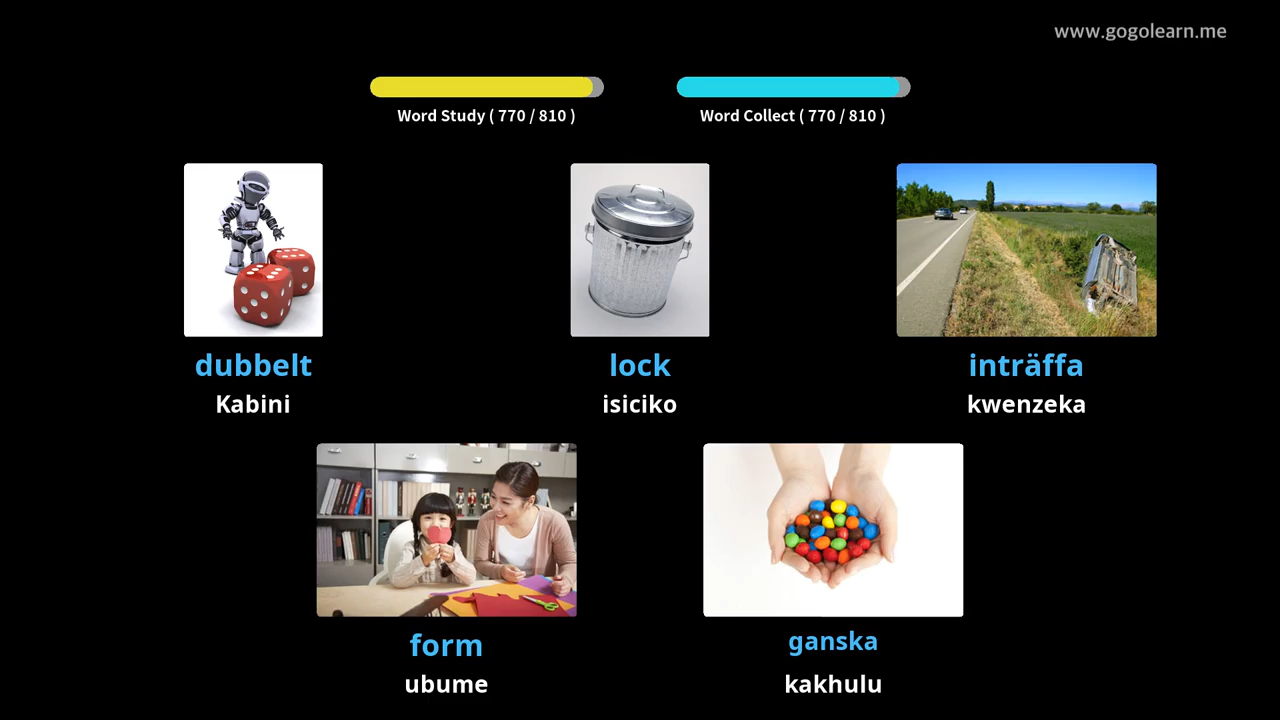 www.gogolearn.me
Word Study ( 770 / 810 )
Word Collect ( 770 / 810 )
dubbelt
Kabini
lock
isiciko
inträffa
kwenzeka
form
ubume
ganska
kakhulu